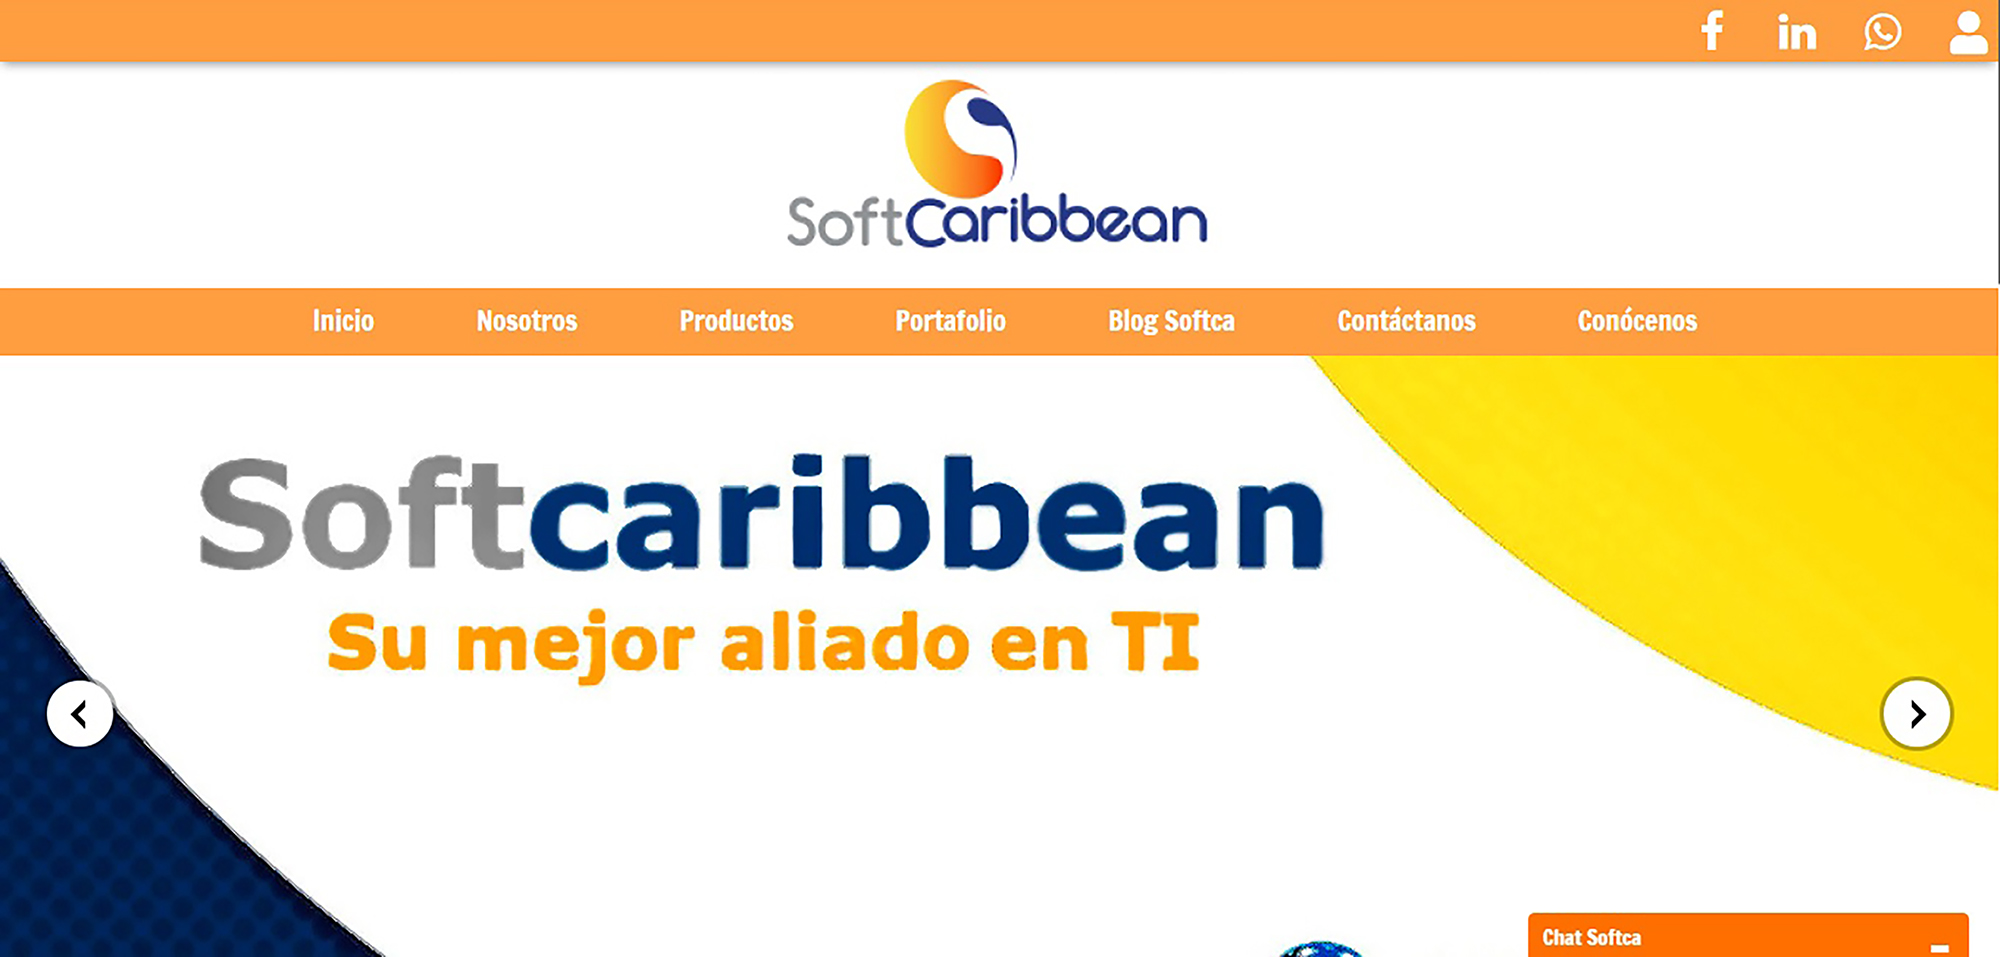 SoftCaribbean
Inicio Nosotros Productos Portafolio Blog Softca Contáctanos Conócenos
Softcaribbean
Su mejor aliado en TI
Chat Softca